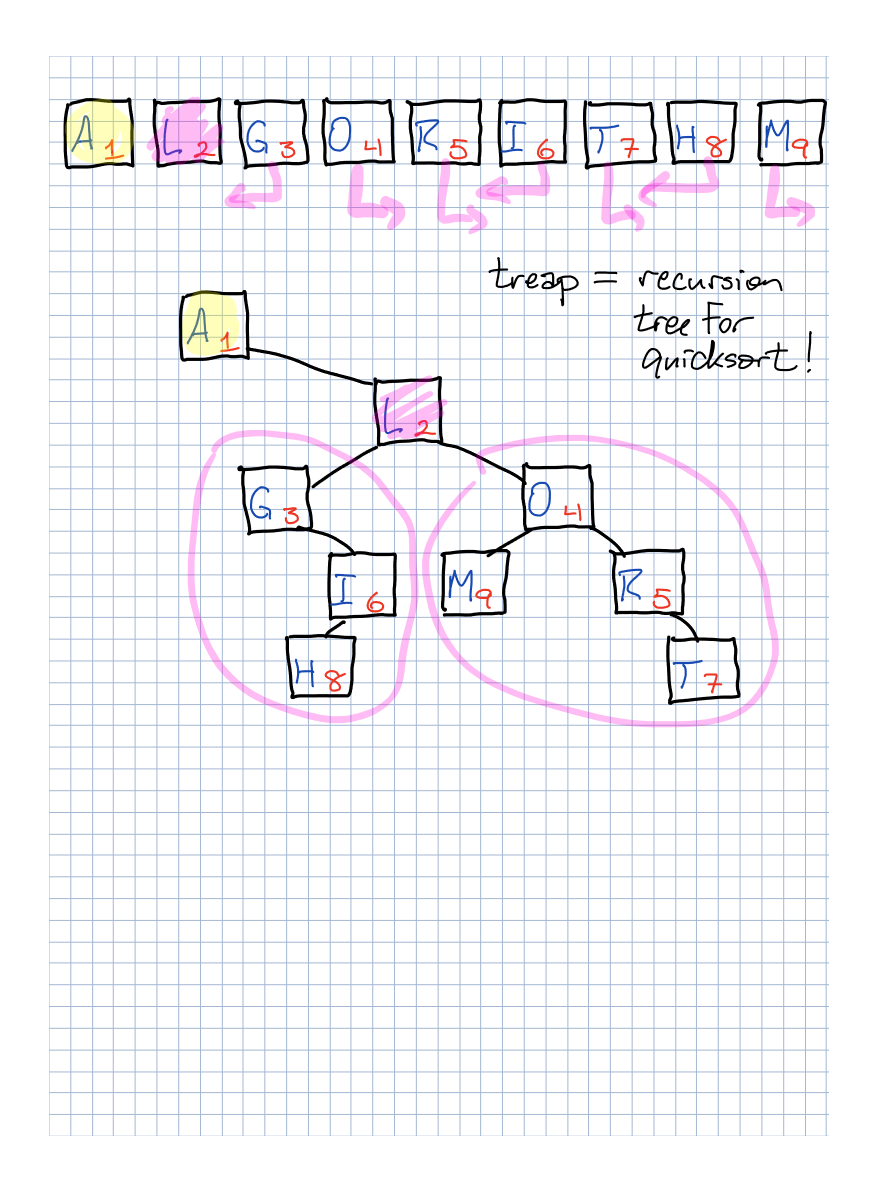 A 1 L 2 G 3 O 4 R 5 I 6 T 7 H 8 M 9
treap = recursion
tree for
quicksort!
A 1
L 2
G 3 O 4
I 6 M 9 R 5
H 8 T 7